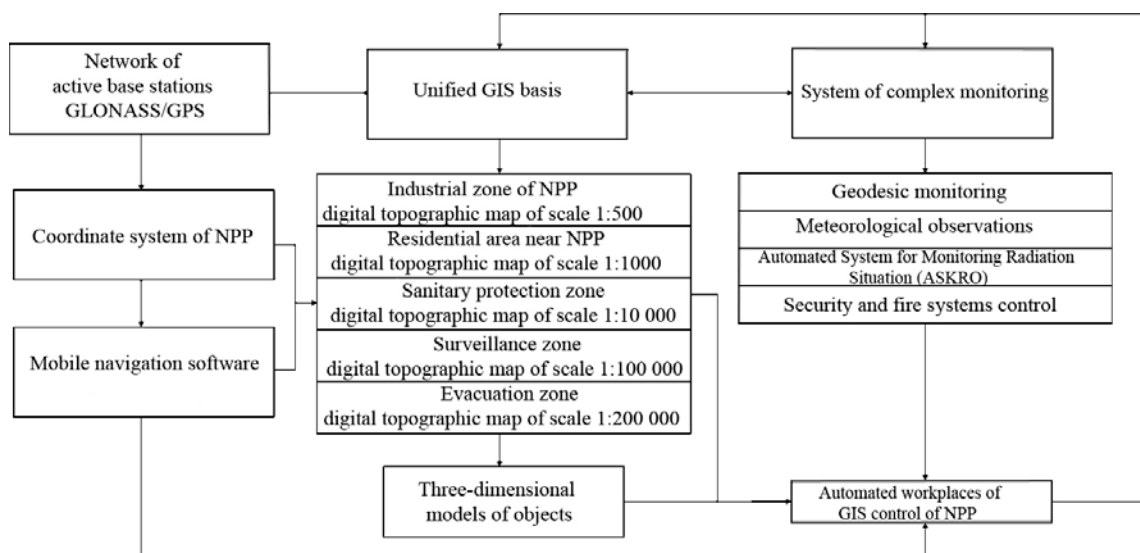 Network of
active base stations
GLONASS/GPS
Unified GIS basis
System of complex monitoring
Coordinate system of NPP
Mobile navigation software
Industrial zone of NPP
digital topographic map of scale 1:500
Residential area near NPP
digital topographic map of scale 1:1000
Sanitary protection zone
digital topographic map of scale 1:10 000
Surveillance zone
digital topographic map of scale 1:100 000
Evacuation zone
digital topographic map of scale 1:200 000
Three-dimensional
models of objects
Geodesic monitoring
Meteorological observations
Automated System for Monitoring Radiation
Situation (ASKRO)
Security and fire systems control
Automated workplaces of
GIS control of NPP